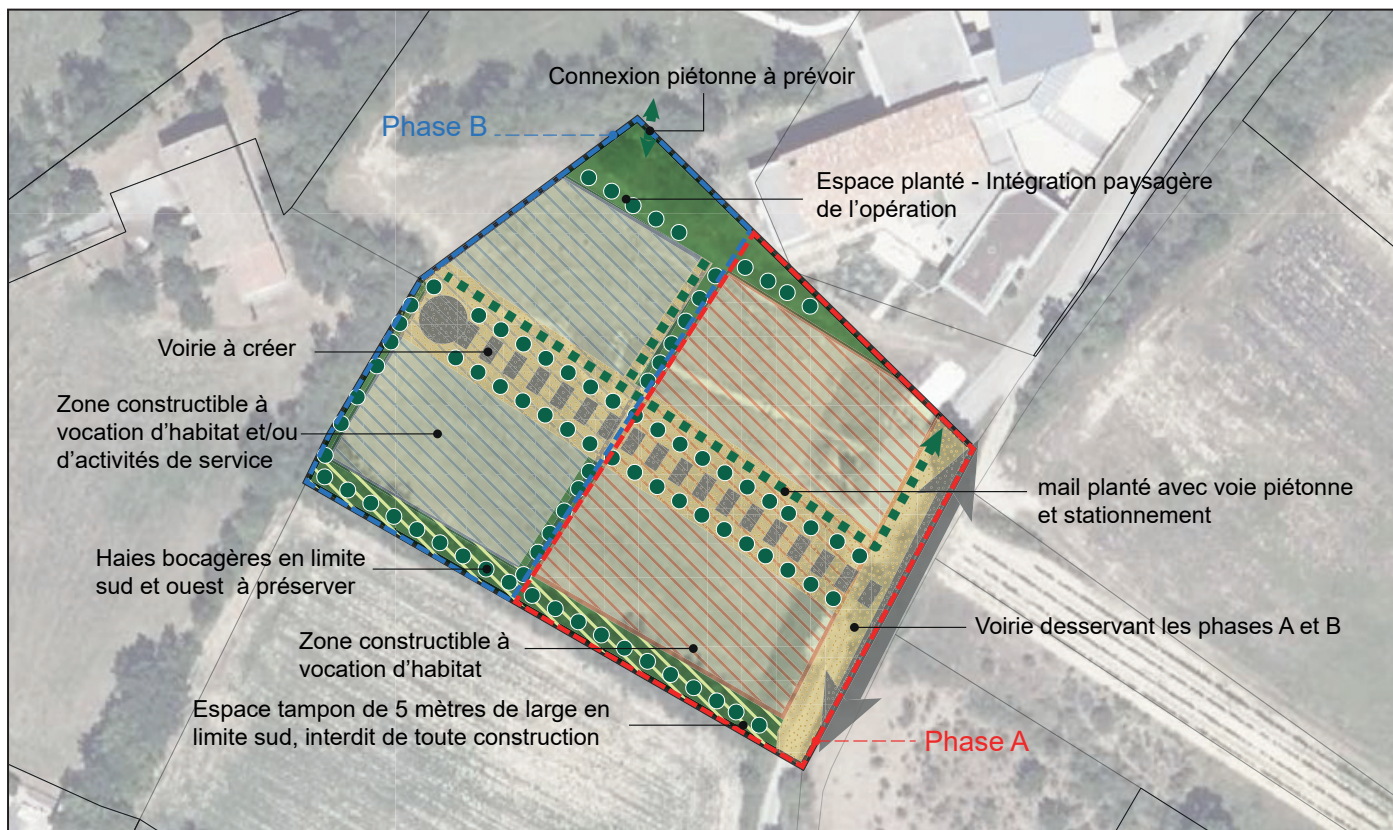 Connexion piétonne à prévoir
Phase B
Espace planté - Intégration paysagère
de l'opération
Voirie à créer
Zone constructible à
vocation d'habitat et/ou
d'activités de service
mail planté avec voie piétonne
et stationnement
Haies bocagères en limite
sud et ouest à préserver
Voirie desservant les phases A et B
Zone constructible à
vocation d'habitat
Espace tampon de 5 mètres de large en
limite sud, interdit de toute construction
Phase A